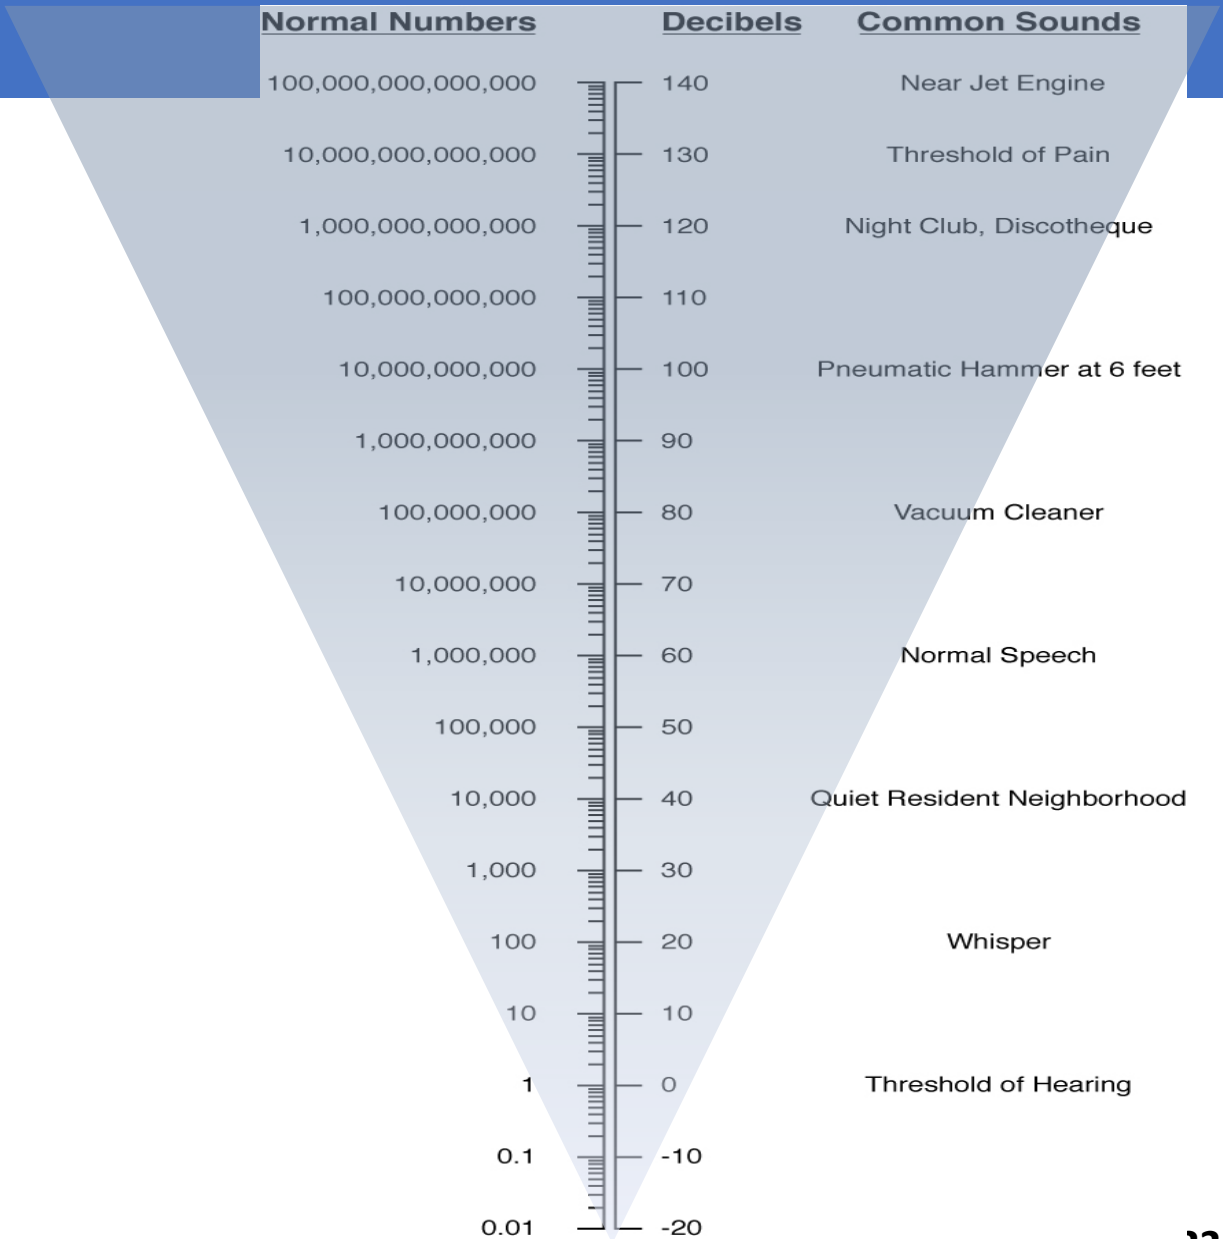 Normal Numbers Decibels Common Sounds
100,000,000,000,000 140 Near Jet Engine
10,000,000,000,000 130 Threshold of Pain
1,000,000,000,000 120 Night Club, Discotheque
100,000,000,000 110
10,000,000,000 100 Pneumatic Hammer at 6 feet
1,000,000,000 90
100,000,000 80 Vacuum Cleaner
10,000,000 70
1,000,000 60 Normal Speech
100,000 50
10,000 40 Quiet Resident Neighborhood
1,000 30
100 20 Whisper
10 10
1 0 Threshold of Hearing
0.1 -10
0.01 -20